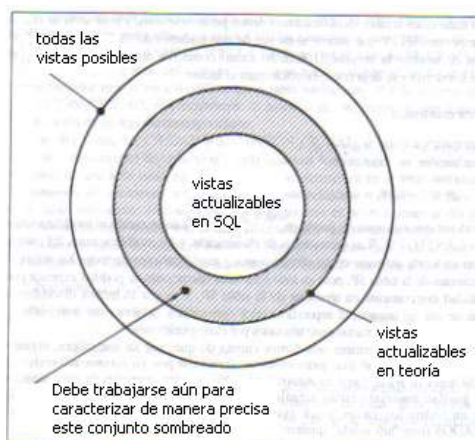 todas las
vistas posibles
vistas
actualizables
en SQL
vistas
actualizables
en teoría
Debe trabajarse aún para
caracterizar de manera precisa
este conjunto sombreado